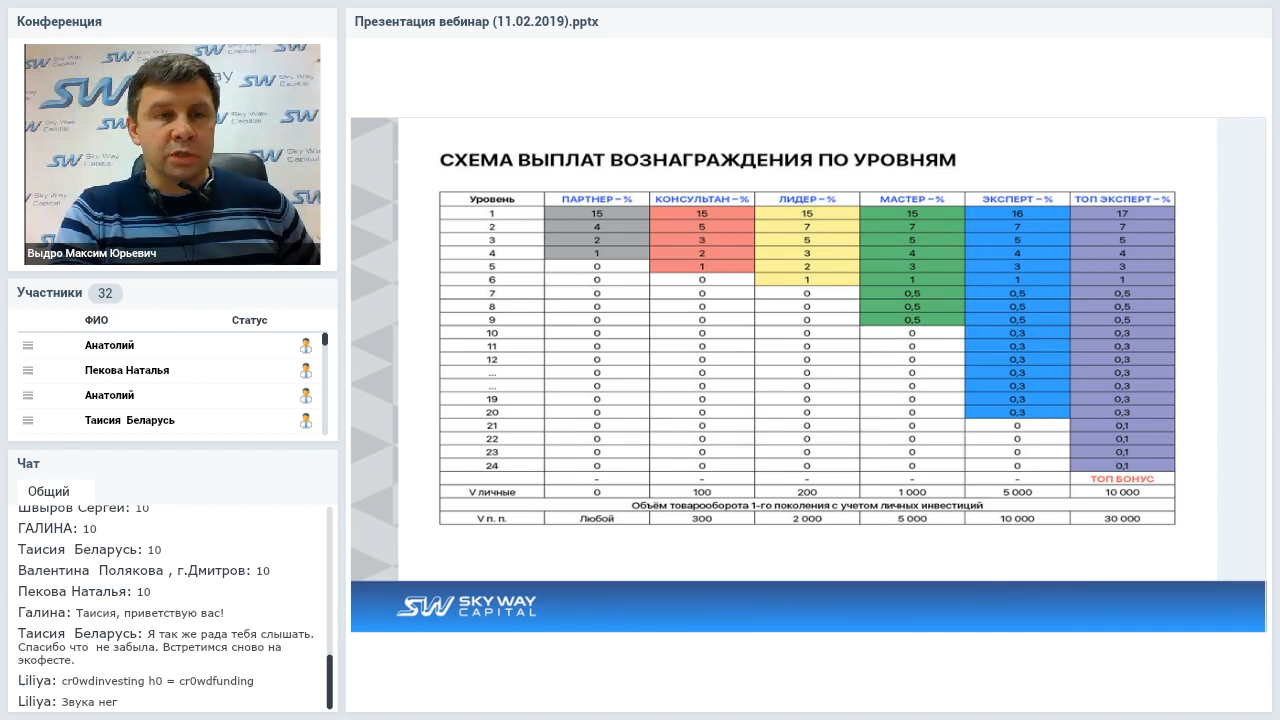 Конференция
Sky Way
Capital
SW
Выдро Максим Юрьевич
Участники 32
ФИО Статус
Анатолий
Пекова Наталья
Анатолий
Таисия Беларусь
Чат
Общий
Швыров Сергей: 10
ГАЛИНА: 10
Таисия Беларусь: 10
Валентина Полякова , г.Дмитров: 10
Пекова Наталья: 10
Галина: Таисия, приветствую вас!
Таисия Беларусь: Я так же рада тебя слышать.
Спасибо что не забыла. Встретимся сново на
экофесте.
Liliya: cr0wdinvesting h0 = cr0wdfunding
Liliya: Звука нег
Презентация вебинар (11.02.2019).pptx
СХЕМА ВЫПЛАТ ВОЗНАГРАЖДЕНИЯ ПО УРОВНЯМ
Уровень ПАРТНЕР – % КОНСУЛЬТАН – % ЛИДЕР – % МАСТЕР – % ЭКСПЕРТ – % ТОП ЭКСПЕРТ – %
1 15 15 15 15 16 17
2 4 5 7 7 7 7
3 2 3 5 5 5 5
4 1 2 3 4 4 4
5 0 1 2 3 3 3
6 0 0 1 1 1 1
7 0 0 0 0,5 0,5 0,5
8 0 0 0 0,5 0,5 0,5
9 0 0 0 0,5 0,5 0,5
10 0 0 0 0 0,3 0,3
11 0 0 0 0 0,3 0,3
12 0 0 0 0 0,3 0,3
... 0 0 0 0 0,3 0,3
... 0 0 0 0 0,3 0,3
19 0 0 0 0 0,3 0,3
20 0 0 0 0 0,3 0,3
21 0 0 0 0 0 0,1
22 0 0 0 0 0 0,1
23 0 0 0 0 0 0,1
24 0 0 0 0 0 0,1
- - - - - ТОП БОНУС
V личные 0 100 200 1 000 5 000 10 000
Объём товарооборота 1-го поколения с учетом личных инвестиций
V п. п. Любой 300 2 000 5 000 10 000 30 000
SW SKY WAY
CAPITAL